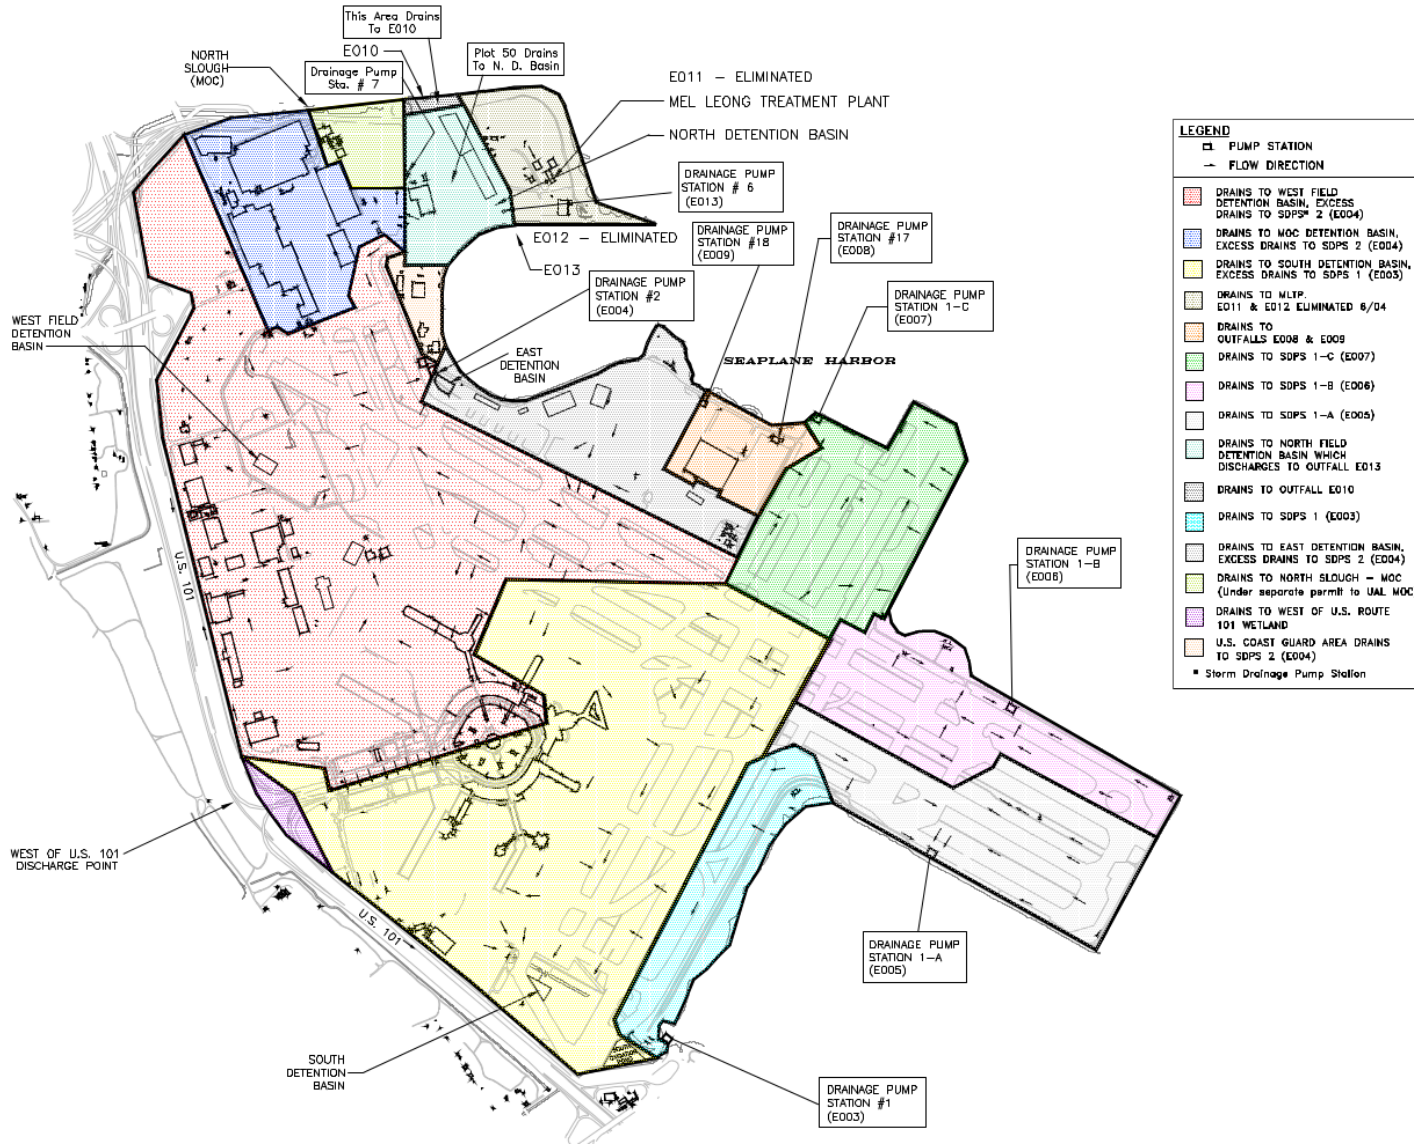 This Area Drains
To E010
E010
NORTH
SLOUGH
(MOC)
Drainage Pump
Sta. # 7
Plot 50 Drains
To N. D. Basin
E011 – ELIMINATED
MEL LEONG TREATMENT PLANT
NORTH DETENTION BASIN
DRAINAGE PUMP
STATION # 6
(E013)
E012 – ELIMINATED
E013
DRAINAGE PUMP
STATION #18
(E009)
DRAINAGE PUMP
STATION #17
(E008)
DRAINAGE PUMP
STATION #2
(E004)
DRAINAGE PUMP
STATION 1–C
(E007)
WEST FIELD
DETENTION
BASIN
EAST
DETENTION
BASIN
SEAPLANE HARBOR
U.S. 101
DRAINAGE PUMP
STATION 1–B
(E006)
WEST OF U.S. 101
DISCHARGE POINT
U.S. 101
DRAINAGE PUMP
STATION 1–A
(E005)
SOUTH
DETENTION
BASIN
DRAINAGE PUMP
STATION #1
(E003)
LEGEND
PUMP STATION
FLOW DIRECTION
DRAINS TO WEST FIELD
DETENTION BASIN, EXCESS
DRAINS TO SDPS* 2 (E004)
DRAINS TO MOC DETENTION BASIN,
EXCESS DRAINS TO SDPS 2 (E004)
DRAINS TO SOUTH DETENTION BASIN,
EXCESS DRAINS TO SDPS 1 (E003)
DRAINS TO MLTP.
E011 & E012 ELIMINATED 6/04
DRAINS TO
OUTFALLS E008 & E009
DRAINS TO SDPS 1–C (E007)
DRAINS TO SDPS 1–B (E006)
DRAINS TO SDPS 1–A (E005)
DRAINS TO NORTH FIELD
DETENTION BASIN WHICH
DISCHARGES TO OUTFALL E013
DRAINS TO OUTFALL E010
DRAINS TO SDPS 1 (E003)
DRAINS TO EAST DETENTION BASIN,
EXCESS DRAINS TO SDPS 2 (E004)
DRAINS TO NORTH SLOUGH – MOC
(Under separate permit to UAL MOC
DRAINS TO WEST OF U.S. ROUTE
101 WETLAND
U.S. COAST GUARD AREA DRAINS
TO SDPS 2 (E004)
* Storm Drainage Pump Station